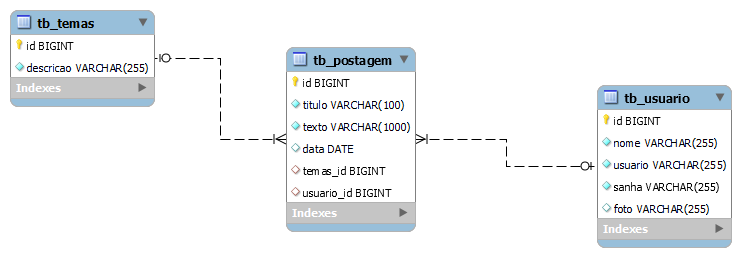 tb_temas
id BIGINT
descricao VARCHAR(255)
Indexes
tb_postagem
id BIGINT
titulo VARCHAR(100)
texto VARCHAR(1000)
data DATE
temas_id BIGINT
usuario_id BIGINT
Indexes
tb_usuario
id BIGINT
nome VARCHAR(255)
usuario VARCHAR(255)
sanha VARCHAR(255)
foto VARCHAR(255)
Indexes